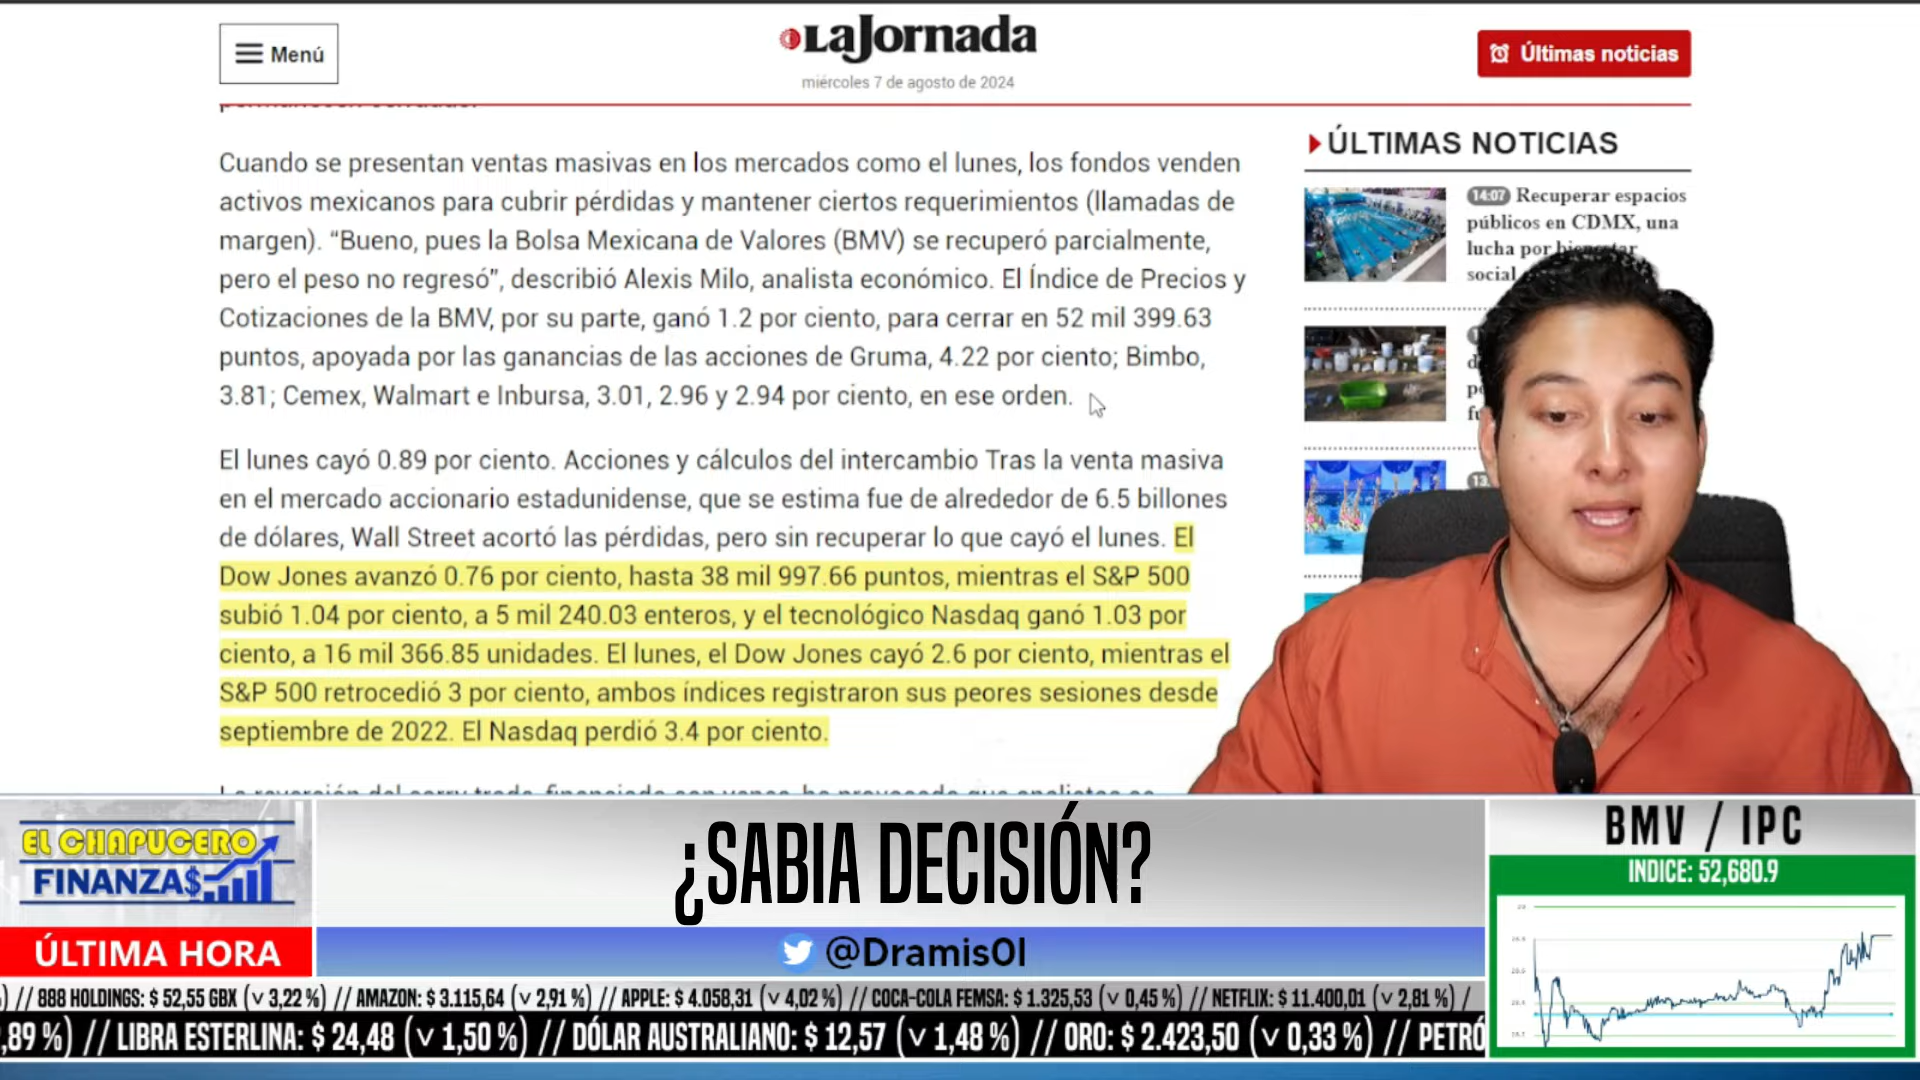 Menú
LaJornada
miércoles 7 de agosto de 2024
Últimas noticias
Cuando se presentan ventas masivas en los mercados como el lunes, los fondos venden
activos mexicanos para cubrir pérdidas y mantener ciertos requerimientos (llamadas de
margen). “Bueno, pues la Bolsa Mexicana de Valores (BMV) se recuperó parcialmente,
pero el peso no regresó”, describió Alexis Milo, analista económico. El Índice de Precios y
Cotizaciones de la BMV, por su parte, ganó 1.2 por ciento, para cerrar en 52 mil 399.63
puntos, apoyada por las ganancias de las acciones de Gruma, 4.22 por ciento; Bimbo,
3.81; Cemex, Walmart e Inbursa, 3.01, 2.96 y 2.94 por ciento, en ese orden.
El lunes cayó 0.89 por ciento. Acciones y cálculos del intercambio Tras la venta masiva
en el mercado accionario estadunidense, que se estima fue de alrededor de 6.5 billones
de dólares, Wall Street acortó las pérdidas, pero sin recuperar lo que cayó el lunes. El
Dow Jones avanzó 0.76 por ciento, hasta 38 mil 997.66 puntos, mientras el S&P 500
subió 1.04 por ciento, a 5 mil 240.03 enteros, y el tecnológico Nasdaq ganó 1.03 por
ciento, a 16 mil 366.85 unidades. El lunes, el Dow Jones cayó 2.6 por ciento, mientras el
S&P 500 retrocedió 3 por ciento, ambos índices registraron sus peores sesiones desde
septiembre de 2022. El Nasdaq perdió 3.4 por ciento.
ÚLTIMAS NOTICIAS
14:07 Recuperar espacios
públicos en CDMX, una
lucha por bienestar
social
EL CHAPUCERO
FINANZA$
ÚLTIMA HORA
¿SABIA DECISIÓN?
@Dramis01
BMV / IPC
INDICE: 52,680.9
) // 888 HOLDINGS: $ 52,55 GBX (v 3,22 %) // AMAZON: $ 3.115,64 (v 2,91 %) // APPLE: $ 4.058,31 (v 4,02 %) // COCA-COLA FEMSA: $ 1.325,53 (v 0,45 %) // NETFLIX: $ 11.400,01 (v 2,81 %) /
,89 %) // LIBRA ESTERLINA: $ 24,48 (v 1,50 %) // DÓLAR AUSTRALIANO: $ 12,57 (v 1,48 %) // ORO: $ 2.423,50 (v 0,33 %) // PETRÓ